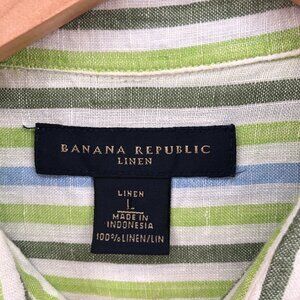 BANANA REPUBLIC
LINEN
LINEN
L
MADE IN
INDONESIA
100% LINEN/LIN